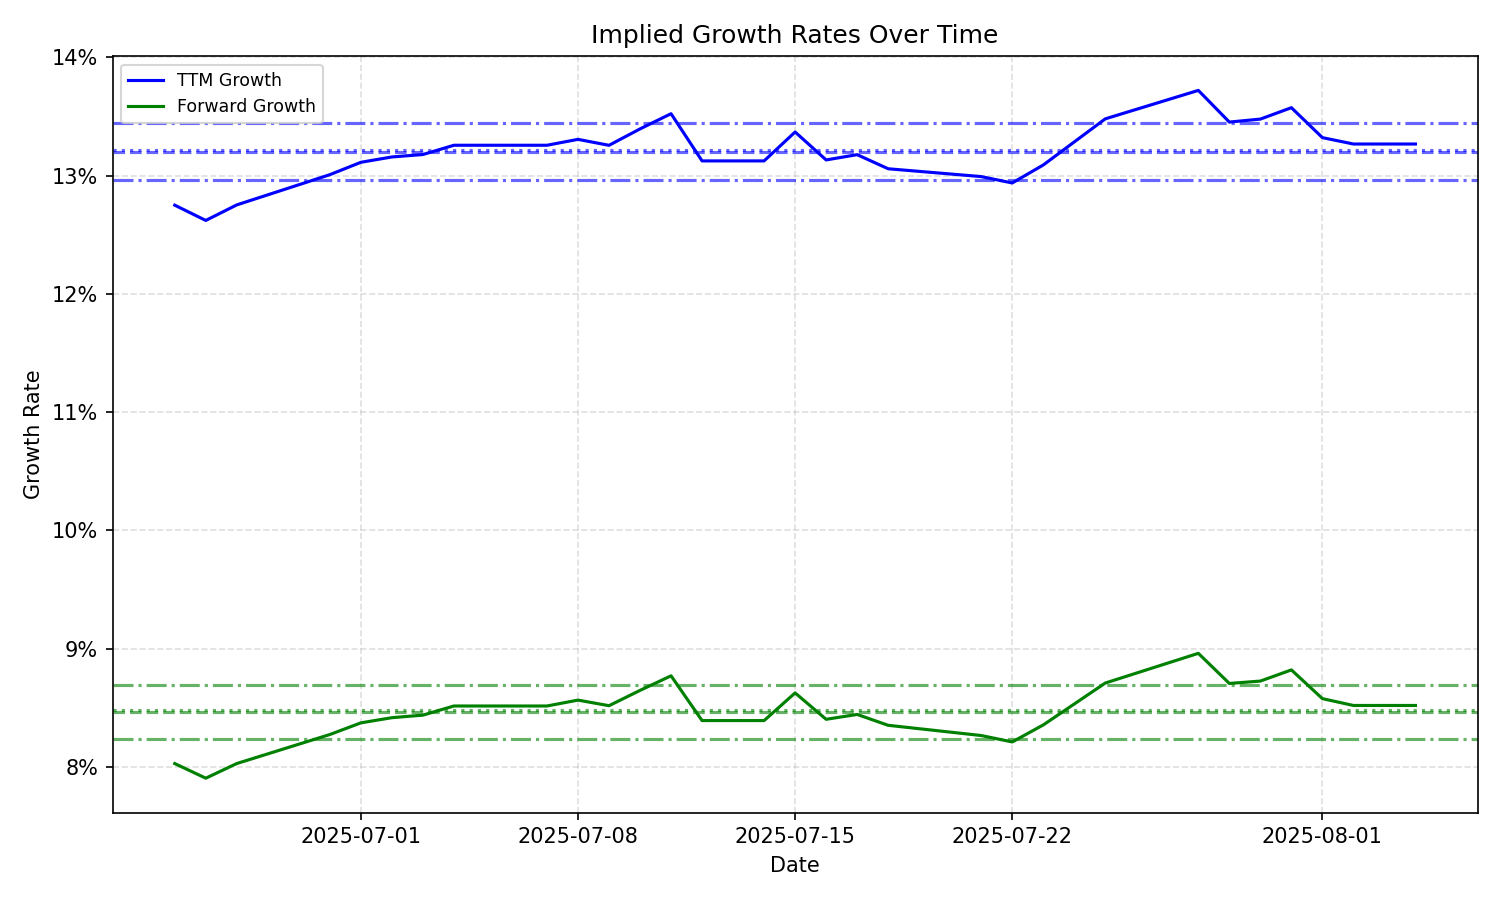 Implied Growth Rates Over Time
14%
TTM Growth
Forward Growth
13%
12%
11%
10%
9%
8%
Growth Rate
2025-07-01
2025-07-08
2025-07-15
2025-07-22
2025-08-01
Date